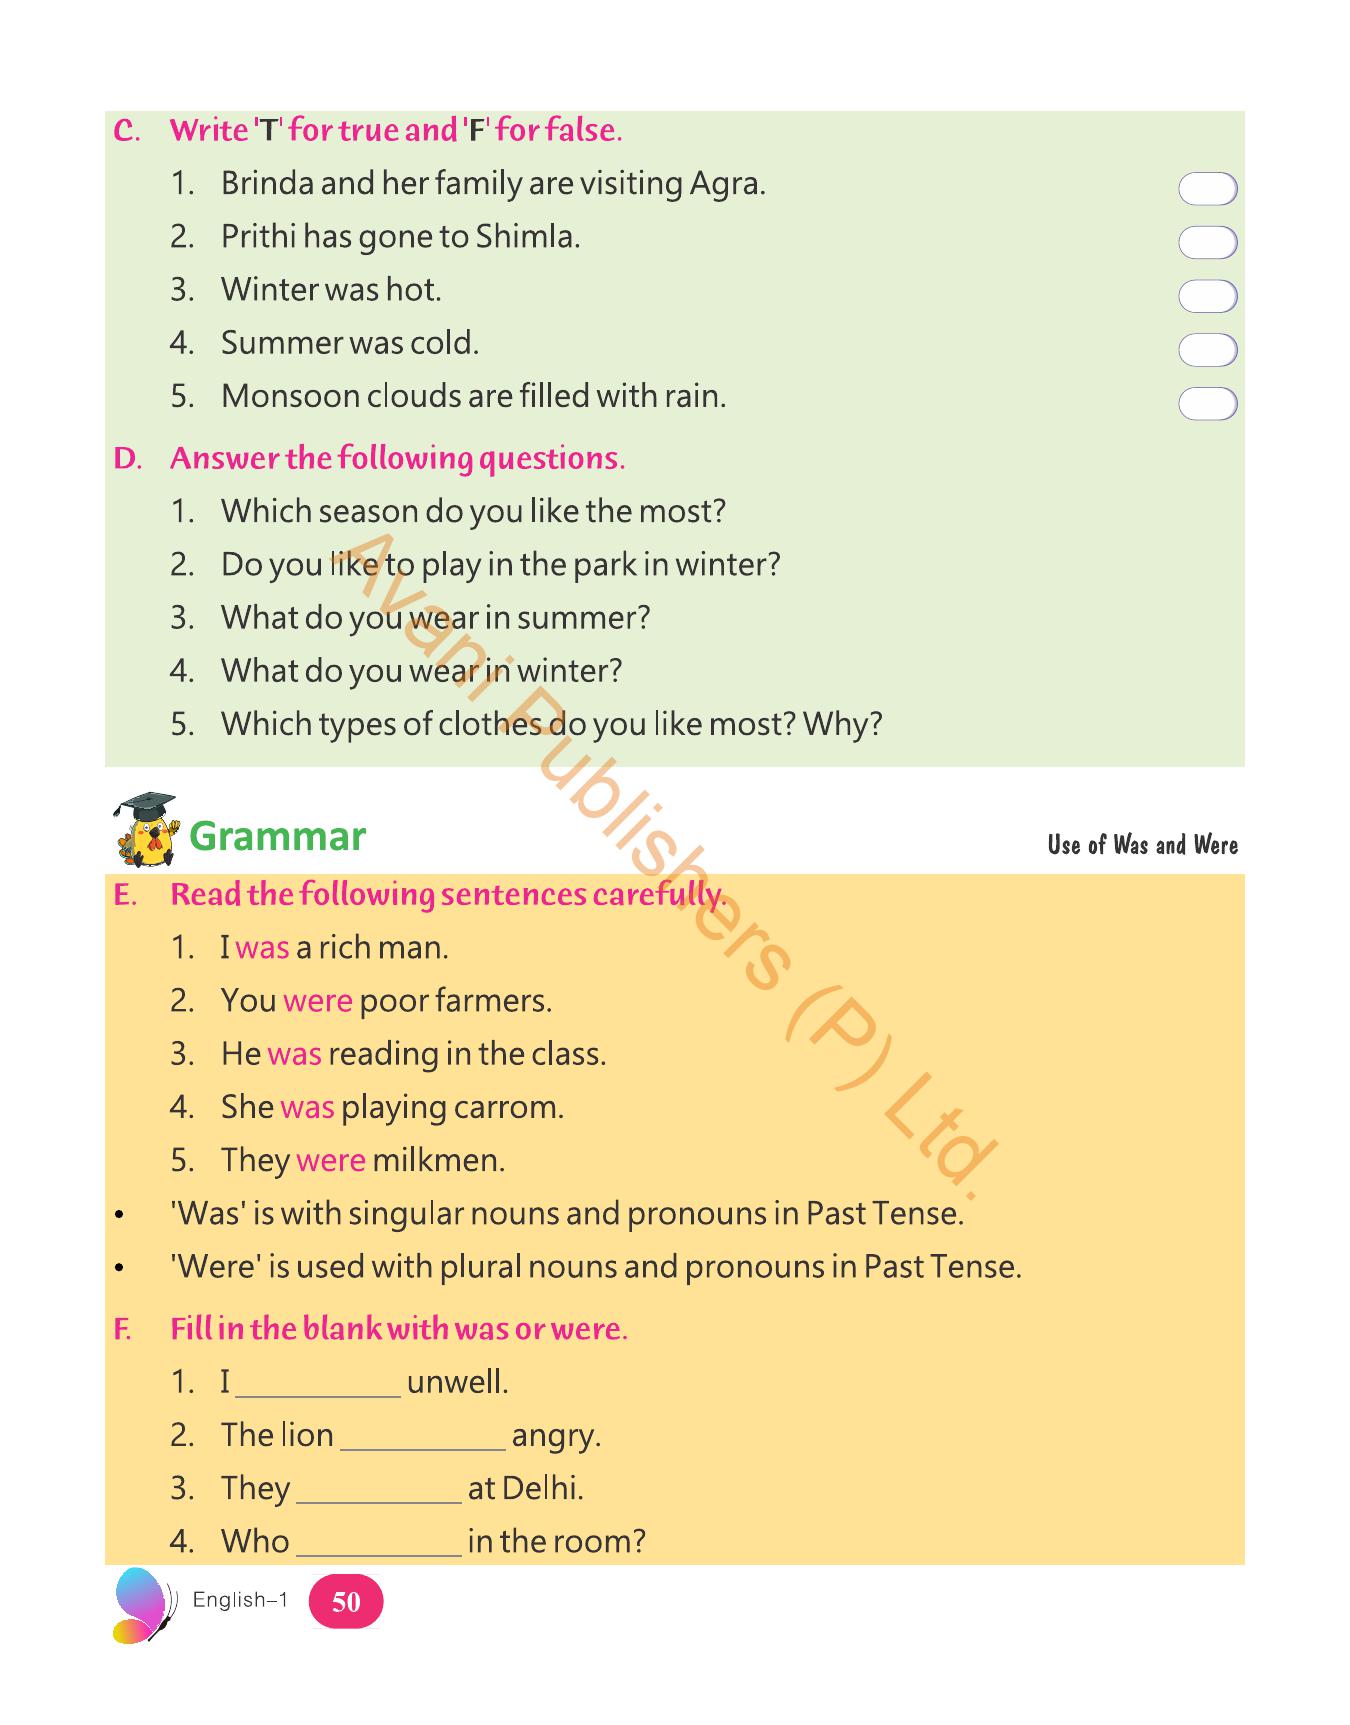 C. Write 'T' for true and 'F' for false.
1. Brinda and her family are visiting Agra.
2. Prithi has gone to Shimla.
3. Winter was hot.
4. Summer was cold.
5. Monsoon clouds are filled with rain.
D. Answer the following questions.
1. Which season do you like the most?
2. Do you like to play in the park in winter?
3. What do you wear in summer?
4. What do you wear in winter?
5. Which types of clothes do you like most? Why?
Grammar
Use of Was and Were
E. Read the following sentences carefully.
1. I was a rich man.
2. You were poor farmers.
3. He was reading in the class.
4. She was playing carrom.
5. They were milkmen.
• 'Was' is with singular nouns and pronouns in Past Tense.
• 'Were' is used with plural nouns and pronouns in Past Tense.
F. Fill in the blank with was or were.
1. I __________ unwell.
2. The lion __________ angry.
3. They __________ at Delhi.
4. Who __________ in the room?
English–1 50
Avani Publishers (P) Ltd.